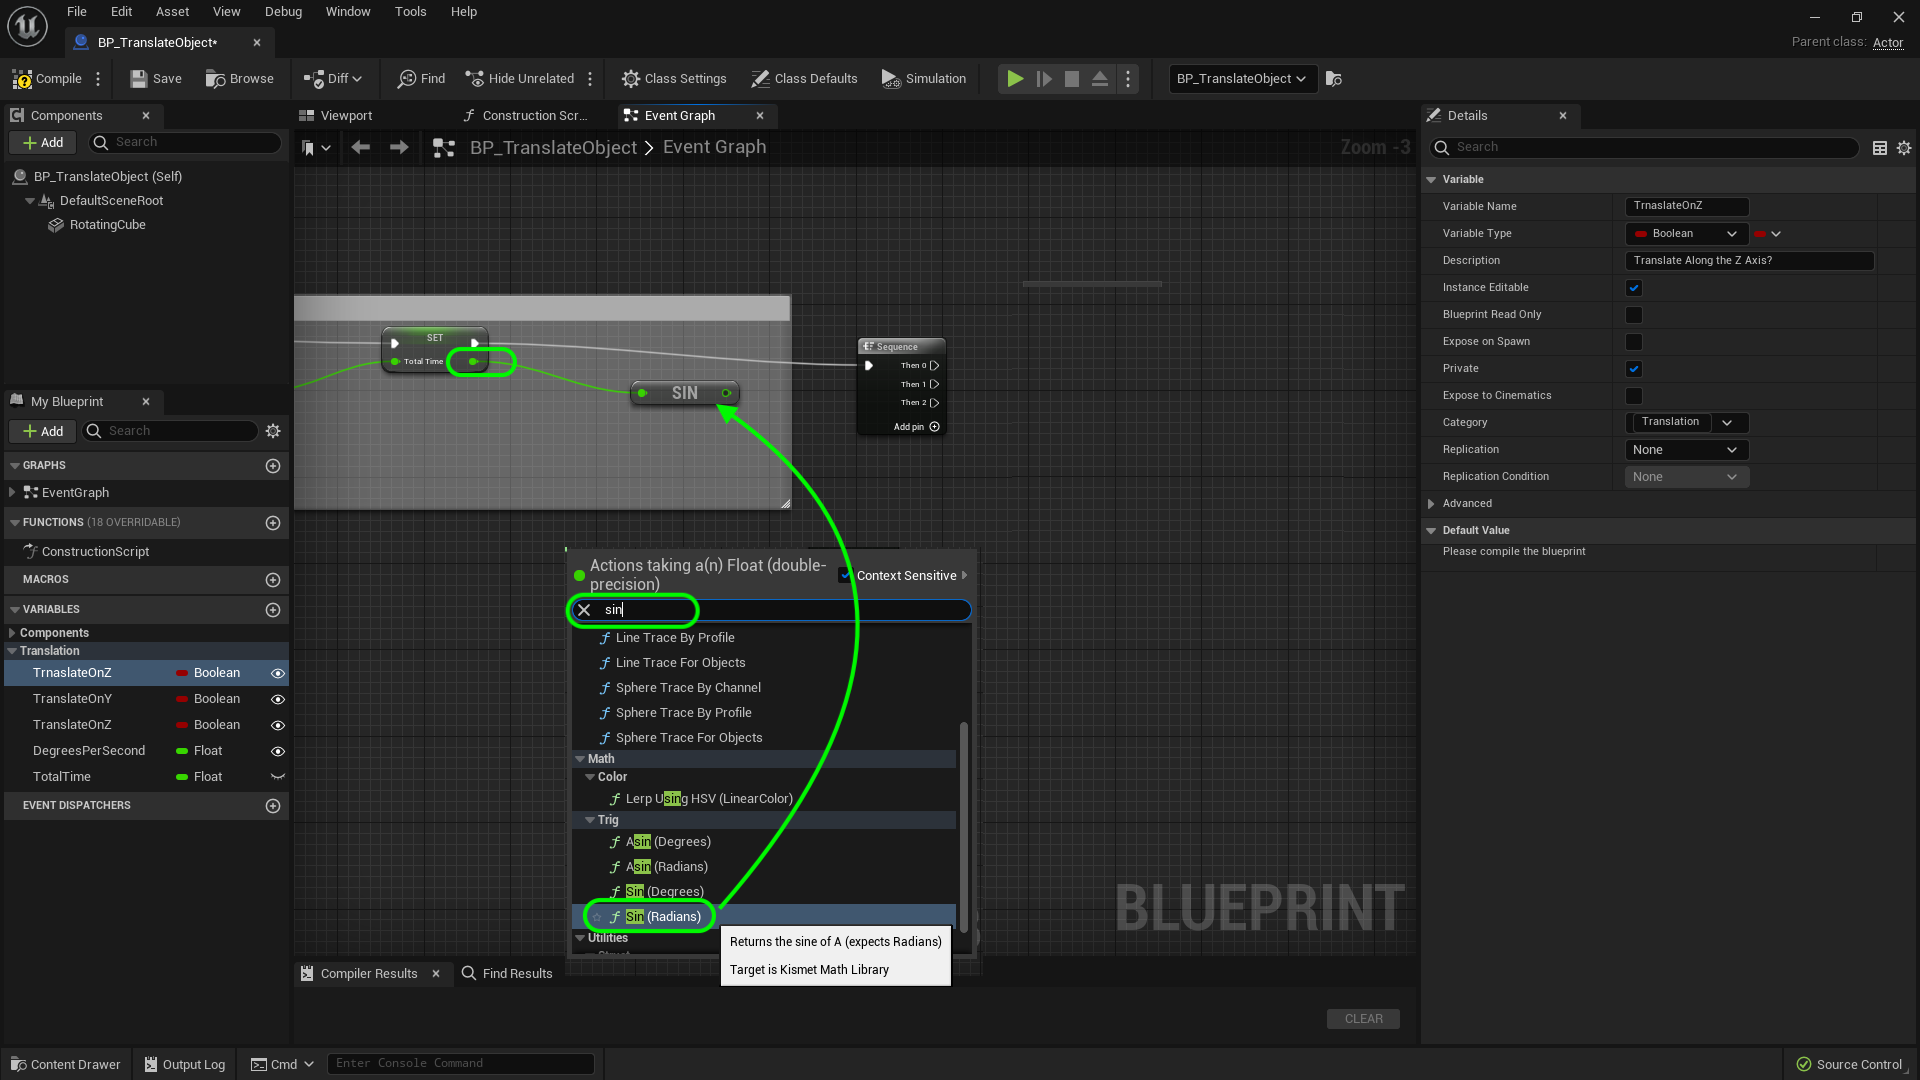 File Edit Asset View Debug Window Tools Help
BP_TranslateObject*
Parent class: Actor
Compile Save Browse Diff Find Hide Unrelated Class Settings Class Defaults Simulation BP_TranslateObject
Components
Add Search
BP_TranslateObject (Self)
DefaultSceneRoot
RotatingCube
My Blueprint
Add Search
GRAPHS
EventGraph
FUNCTIONS (18 OVERRIDABLE)
ConstructionScript
MACROS
VARIABLES
Components
Translation
TrnaslateOnZ Boolean
TranslateOnY Boolean
TranslateOnZ Boolean
DegreesPerSecond Float
TotalTime Float
EVENT DISPATCHERS
Viewport Construction Scr... Event Graph
BP_TranslateObject > Event Graph
Zoom -3
SET
Total Time
SIN
Sequence
Then 0
Then 1
Then 2
Add pin
Actions taking a(n) Float (double-
precision)
Context Sensitive
sin
Line Trace By Profile
Line Trace For Objects
Sphere Trace By Channel
Sphere Trace By Profile
Sphere Trace For Objects
Math
Color
Lerp Using HSV (LinearColor)
Trig
Asin (Degrees)
Asin (Radians)
Sin (Degrees)
Sin (Radians)
Utilities
Returns the sine of A (expects Radians)
Target is Kismet Math Library
BLUEPRINT
Compiler Results Find Results
CLEAR
Details
Search
Variable
Variable Name TrnaslateOnZ
Variable Type Boolean
Description Translate Along the Z Axis?
Instance Editable
Blueprint Read Only
Expose on Spawn
Private
Expose to Cinematics
Category Translation
Replication None
Replication Condition None
Advanced
Default Value
Please compile the blueprint
Content Drawer Output Log Cmd Enter Console Command Source Control